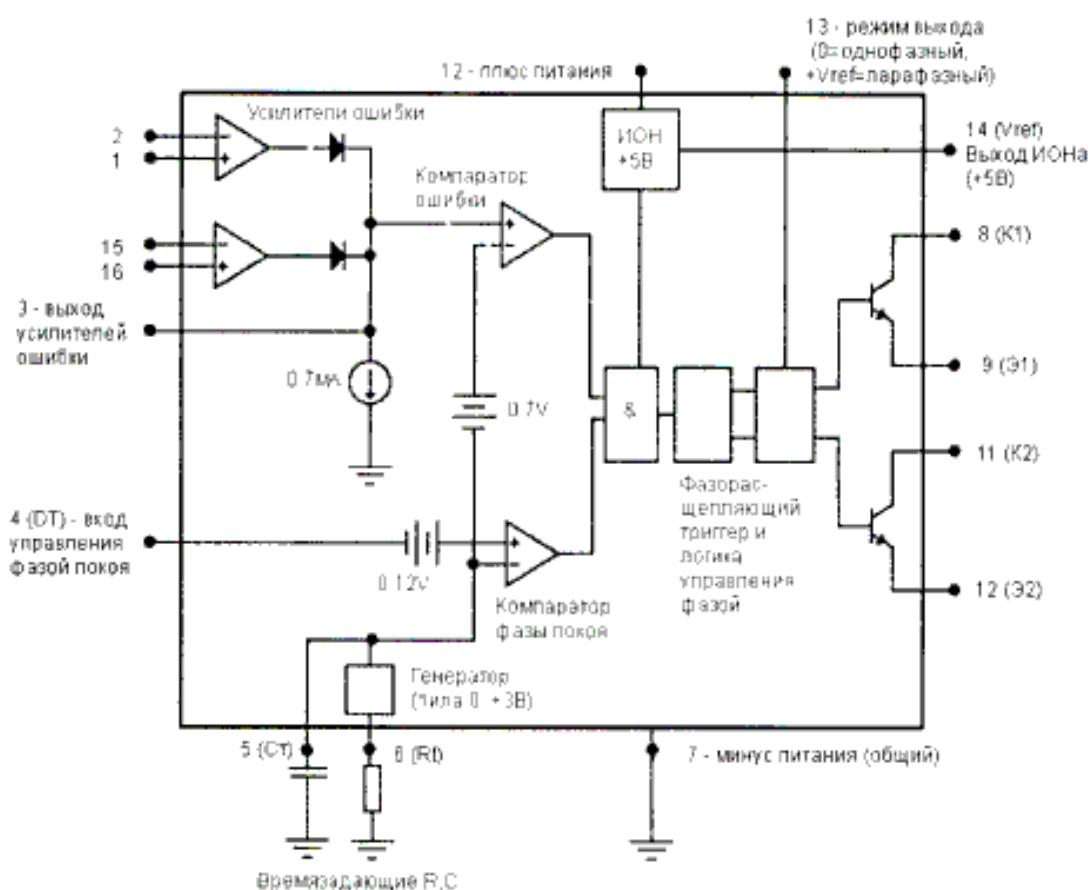 13 - режим выхода
(0=однофазный,
+Vref=парафазный)
12 - плюс питания
Усилители ошибки
2
1
ИОН
+5В
14 (Vref)
Выход ИОНа
(+5В)
Компаратор
ошибки
15
16
8 (К1)
3 - выход
усилителей
ошибки
9 (Э1)
0.7мА
0.7V
&
11 (К2)
4 (DT) - вход
управления
фазой покоя
Фазорас-
щепляющий
триггер и
логика
управления
фазой
0.12V
12 (Э2)
Компаратор
фазы покоя
Генератор
(пила 0..+3В)
5 (Ст)
6 (Rt)
7 - минус питания (общий)
Времязадающие R,C